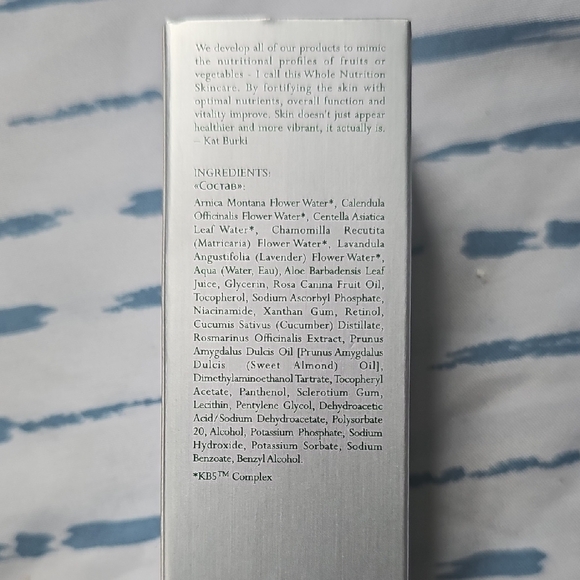 We develop all of our products to mimic
the nutritional profiles of fruits or
vegetables - I call this Whole Nutrition
Skincare. By fortifying the skin with
optimal nutrients, overall function and
vitality improve. Skin doesn't just appear
healthier and more vibrant, it actually is.
– Kat Burki
INGREDIENTS:
«Состав»:
Arnica Montana Flower Water*, Calendula
Officinalis Flower Water*, Centella Asiatica
Leaf Water*, Chamomilla Recutita
(Matricaria) Flower Water*, Lavandula
Angustifolia (Lavender) Flower Water*,
Aqua (Water, Eau), Aloe Barbadensis Leaf
Juice, Glycerin, Rosa Canina Fruit Oil,
Tocopherol, Sodium Ascorbyl Phosphate,
Niacinamide, Xanthan Gum, Retinol,
Cucumis Sativus (Cucumber) Distillate,
Rosmarinus Officinalis Extract, Prunus
Amygdalus Dulcis Oil [Prunus Amygdalus
Dulcis (Sweet Almond) Oil],
Dimethylaminoethanol Tartrate, Tocopheryl
Acetate, Panthenol, Sclerotium Gum,
Lecithin, Pentylene Glycol, Dehydroacetic
Acid/Sodium Dehydroacetate, Polysorbate
20, Alcohol, Potassium Phosphate, Sodium
Hydroxide, Potassium Sorbate, Sodium
Benzoate, Benzyl Alcohol.
*KB5™ Complex